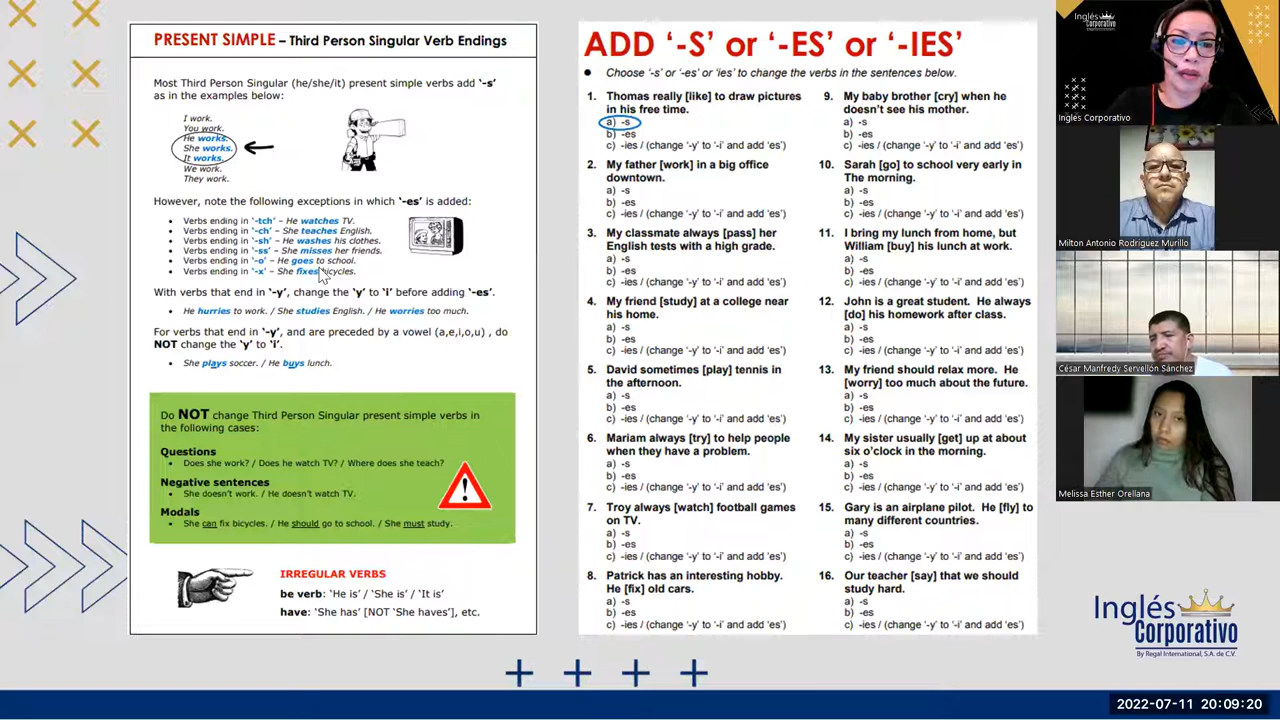 PRESENT SIMPLE – Third Person Singular Verb Endings
Most Third Person Singular (he/she/it) present simple verbs add ‘-s’
as in the examples below:
I work.
You work.
He works.
She works.
It works.
We work.
They work.
However, note the following exceptions in which ‘-es’ is added:
• Verbs ending in ‘-tch’ – He watches TV.
• Verbs ending in ‘-ch’ – She teaches English.
• Verbs ending in ‘-sh’ – He washes his clothes.
• Verbs ending in ‘-ss’ – She misses her friends.
• Verbs ending in ‘-o’ – He goes to school.
• Verbs ending in ‘-x’ – She fixes bicycles.
With verbs that end in ‘-y’, change the ‘y’ to ‘i’ before adding ‘-es’.
• He hurries to work. / She studies English. / He worries too much.
For verbs that end in ‘-y’, and are preceded by a vowel (a,e,i,o,u) , do
NOT change the ‘y’ to ‘i’.
• She plays soccer. / He buys lunch.
Do NOT change Third Person Singular present simple verbs in
the following cases:
Questions
• Does she work? / Does he watch TV? / Where does she teach?
Negative sentences
• She doesn’t work. / He doesn’t watch TV.
Modals
• She can fix bicycles. / He should go to school. / She must study.
IRREGULAR VERBS
be verb: ‘He is’ / ‘She is’ / ‘It is’
have: ‘She has’ [NOT ‘She haves’], etc.
ADD ‘-S’ or ‘-ES’ or ‘-IES’
• Choose ‘-s’ or ‘-es’ or ‘ies’ to change the verbs in the sentences below.
1. Thomas really [like] to draw pictures
in his free time.
a) -s
b) -es
c) -ies / (change ‘-y’ to ‘-i’ and add ‘es’)
2. My father [work] in a big office
downtown.
a) -s
b) -es
c) -ies / (change ‘-y’ to ‘-i’ and add ‘es’)
3. My classmate always [pass] her
English tests with a high grade.
a) -s
b) -es
c) -ies / (change ‘-y’ to ‘-i’ and add ‘es’)
4. My friend [study] at a college near
his home.
a) -s
b) -es
c) -ies / (change ‘-y’ to ‘-i’ and add ‘es’)
5. David sometimes [play] tennis in
the afternoon.
a) -s
b) -es
c) -ies / (change ‘-y’ to ‘-i’ and add ‘es’)
6. Mariam always [try] to help people
when they have a problem.
a) -s
b) -es
c) -ies / (change ‘-y’ to ‘-i’ and add ‘es’)
7. Troy always [watch] football games
on TV.
a) -s
b) -es
c) -ies / (change ‘-y’ to ‘-i’ and add ‘es’)
8. Patrick has an interesting hobby.
He [fix] old cars.
a) -s
b) -es
c) -ies / (change ‘-y’ to ‘-i’ and add ‘es’)
9. My baby brother [cry] when he
doesn’t see his mother.
a) -s
b) -es
c) -ies / (change ‘-y’ to ‘-i’ and add ‘es’)
10. Sarah [go] to school very early in
The morning.
a) -s
b) -es
c) -ies / (change ‘-y’ to ‘-i’ and add ‘es’)
11. I bring my lunch from home, but
William [buy] his lunch at work.
a) -s
b) -es
c) -ies / (change ‘-y’ to ‘-i’ and add ‘es’)
12. John is a great student. He always
[do] his homework after class.
a) -s
b) -es
c) -ies / (change ‘-y’ to ‘-i’ and add ‘es’)
13. My friend should relax more. He
[worry] too much about the future.
a) -s
b) -es
c) -ies / (change ‘-y’ to ‘-i’ and add ‘es’)
14. My sister usually [get] up at about
six o’clock in the morning.
a) -s
b) -es
c) -ies / (change ‘-y’ to ‘-i’ and add ‘es’)
15. Gary is an airplane pilot. He [fly] to
many different countries.
a) -s
b) -es
c) -ies / (change ‘-y’ to ‘-i’ and add ‘es’)
16. Our teacher [say] that we should
study hard.
a) -s
b) -es
c) -ies / (change ‘-y’ to ‘-i’ and add ‘es’)
Inglés
Corporativo
Inglés Corporativo
Milton Antonio Rodriguez Murillo
César Manfredy Servellón Sánchez
Melissa Esther Orellana
Inglés
Corporativo
By Regal International, S.A. de C.V.
2022-07-11 20:09:20